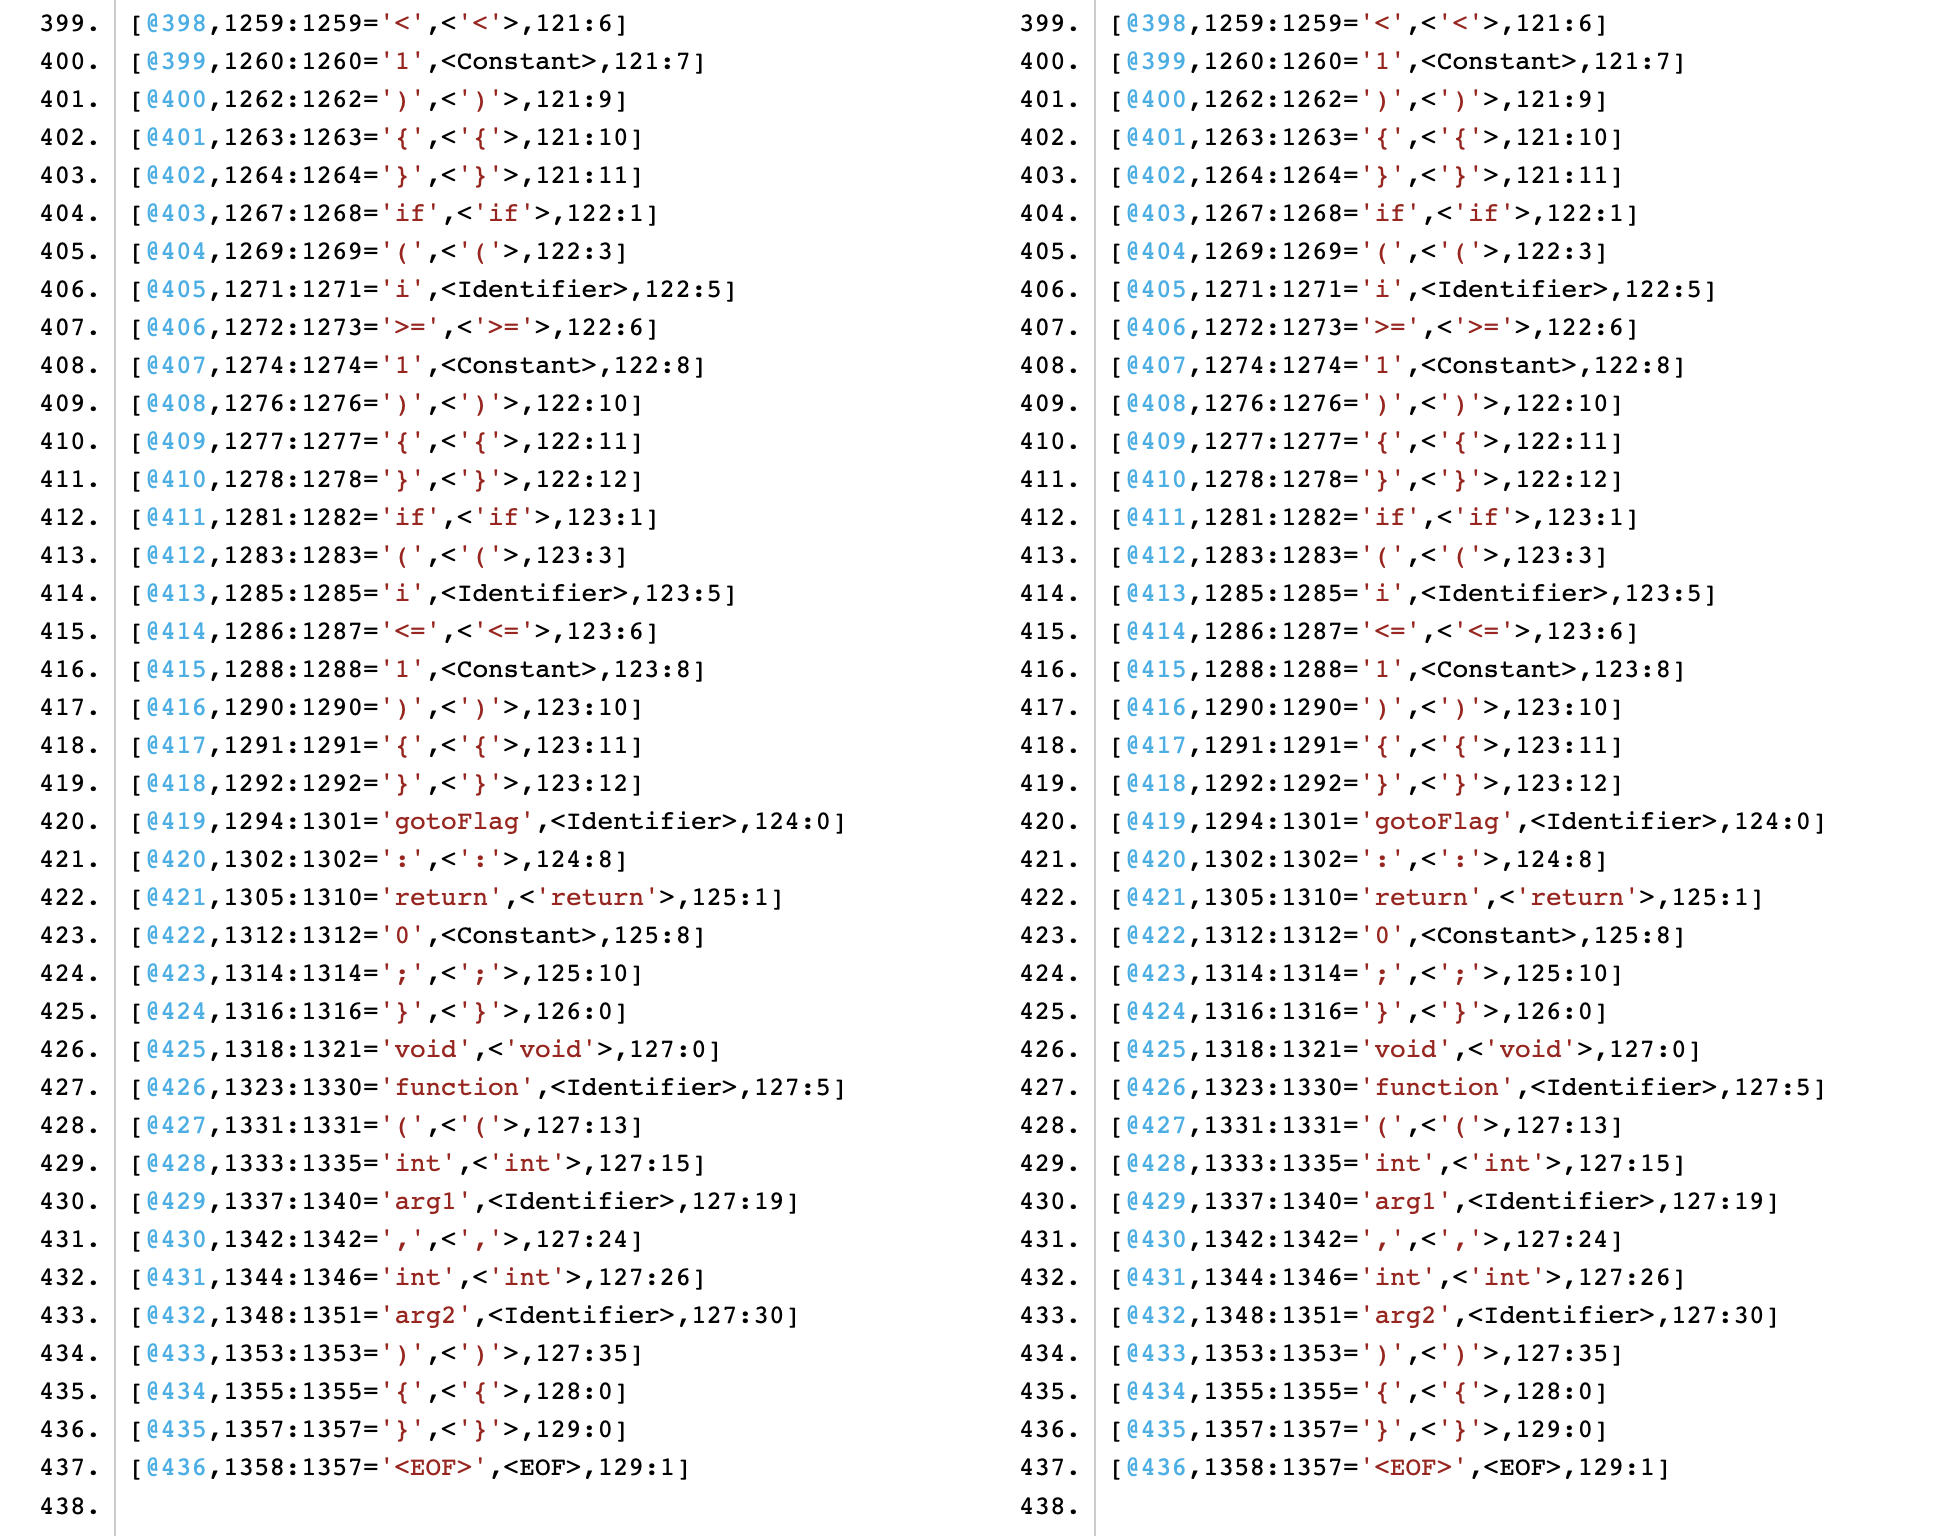 399. [@398,1259:1259='<',<'<'>,121:6]
400. [@399,1260:1260='1',<Constant>,121:7]
401. [@400,1262:1262=')',<')'>,121:9]
402. [@401,1263:1263='{',<'{'>,121:10]
403. [@402,1264:1264='}',<'}'>,121:11]
404. [@403,1267:1268='if',<'if'>,122:1]
405. [@404,1269:1269='(',<'('>,122:3]
406. [@405,1271:1271='i',<Identifier>,122:5]
407. [@406,1272:1273='>=',<'>='>,122:6]
408. [@407,1274:1274='1',<Constant>,122:8]
409. [@408,1276:1276=')',<')'>,122:10]
410. [@409,1277:1277='{',<'{'>,122:11]
411. [@410,1278:1278='}',<'}'>,122:12]
412. [@411,1281:1282='if',<'if'>,123:1]
413. [@412,1283:1283='(',<'('>,123:3]
414. [@413,1285:1285='i',<Identifier>,123:5]
415. [@414,1286:1287='<=',<'<='>,123:6]
416. [@415,1288:1288='1',<Constant>,123:8]
417. [@416,1290:1290=')',<')'>,123:10]
418. [@417,1291:1291='{',<'{'>,123:11]
419. [@418,1292:1292='}',<'}'>,123:12]
420. [@419,1294:1301='gotoFlag',<Identifier>,124:0]
421. [@420,1302:1302=':',<':'>,124:8]
422. [@421,1305:1310='return',<'return'>,125:1]
423. [@422,1312:1312='0',<Constant>,125:8]
424. [@423,1314:1314=';',<';'>,125:10]
425. [@424,1316:1316='}',<'}'>,126:0]
426. [@425,1318:1321='void',<'void'>,127:0]
427. [@426,1323:1330='function',<Identifier>,127:5]
428. [@427,1331:1331='(',<'('>,127:13]
429. [@428,1333:1335='int',<'int'>,127:15]
430. [@429,1337:1340='arg1',<Identifier>,127:19]
431. [@430,1342:1342=',',<','>,127:24]
432. [@431,1344:1346='int',<'int'>,127:26]
433. [@432,1348:1351='arg2',<Identifier>,127:30]
434. [@433,1353:1353=')',<')'>,127:35]
435. [@434,1355:1355='{',<'{'>,128:0]
436. [@435,1357:1357='}',<'}'>,129:0]
437. [@436,1358:1357='<EOF>',<EOF>,129:1]
438.
399. [@398,1259:1259='<',<'<'>,121:6]
400. [@399,1260:1260='1',<Constant>,121:7]
401. [@400,1262:1262=')',<')'>,121:9]
402. [@401,1263:1263='{',<'{'>,121:10]
403. [@402,1264:1264='}',<'}'>,121:11]
404. [@403,1267:1268='if',<'if'>,122:1]
405. [@404,1269:1269='(',<'('>,122:3]
406. [@405,1271:1271='i',<Identifier>,122:5]
407. [@406,1272:1273='>=',<'>='>,122:6]
408. [@407,1274:1274='1',<Constant>,122:8]
409. [@408,1276:1276=')',<')'>,122:10]
410. [@409,1277:1277='{',<'{'>,122:11]
411. [@410,1278:1278='}',<'}'>,122:12]
412. [@411,1281:1282='if',<'if'>,123:1]
413. [@412,1283:1283='(',<'('>,123:3]
414. [@413,1285:1285='i',<Identifier>,123:5]
415. [@414,1286:1287='<=',<'<='>,123:6]
416. [@415,1288:1288='1',<Constant>,123:8]
417. [@416,1290:1290=')',<')'>,123:10]
418. [@417,1291:1291='{',<'{'>,123:11]
419. [@418,1292:1292='}',<'}'>,123:12]
420. [@419,1294:1301='gotoFlag',<Identifier>,124:0]
421. [@420,1302:1302=':',<':'>,124:8]
422. [@421,1305:1310='return',<'return'>,125:1]
423. [@422,1312:1312='0',<Constant>,125:8]
424. [@423,1314:1314=';',<';'>,125:10]
425. [@424,1316:1316='}',<'}'>,126:0]
426. [@425,1318:1321='void',<'void'>,127:0]
427. [@426,1323:1330='function',<Identifier>,127:5]
428. [@427,1331:1331='(',<'('>,127:13]
429. [@428,1333:1335='int',<'int'>,127:15]
430. [@429,1337:1340='arg1',<Identifier>,127:19]
431. [@430,1342:1342=',',<','>,127:24]
432. [@431,1344:1346='int',<'int'>,127:26]
433. [@432,1348:1351='arg2',<Identifier>,127:30]
434. [@433,1353:1353=')',<')'>,127:35]
435. [@434,1355:1355='{',<'{'>,128:0]
436. [@435,1357:1357='}',<'}'>,129:0]
437. [@436,1358:1357='<EOF>',<EOF>,129:1]
438.